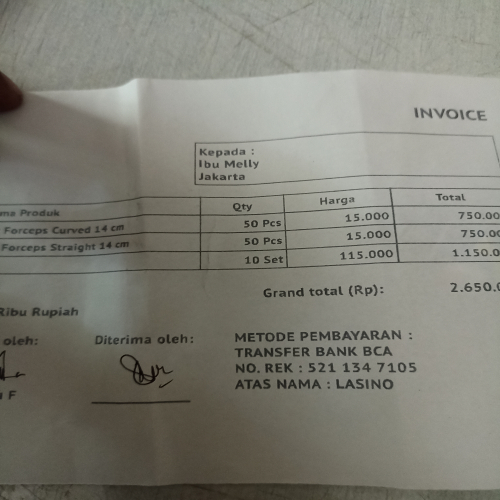 INVOICE
Kepada :
Ibu Melly
Jakarta
Produk Qty Harga Total
Forceps Curved 14 cm 50 Pcs 15.000 750.00
Forceps Straight 14 cm 50 Pcs 15.000 750.00
10 Set 115.000 1.150.0
Grand total (Rp): 2.650.0
Ribu Rupiah
oleh: Diterima oleh:
METODE PEMBAYARAN :
TRANSFER BANK BCA
NO. REK : 521 134 7105
ATAS NAMA : LASINO
F